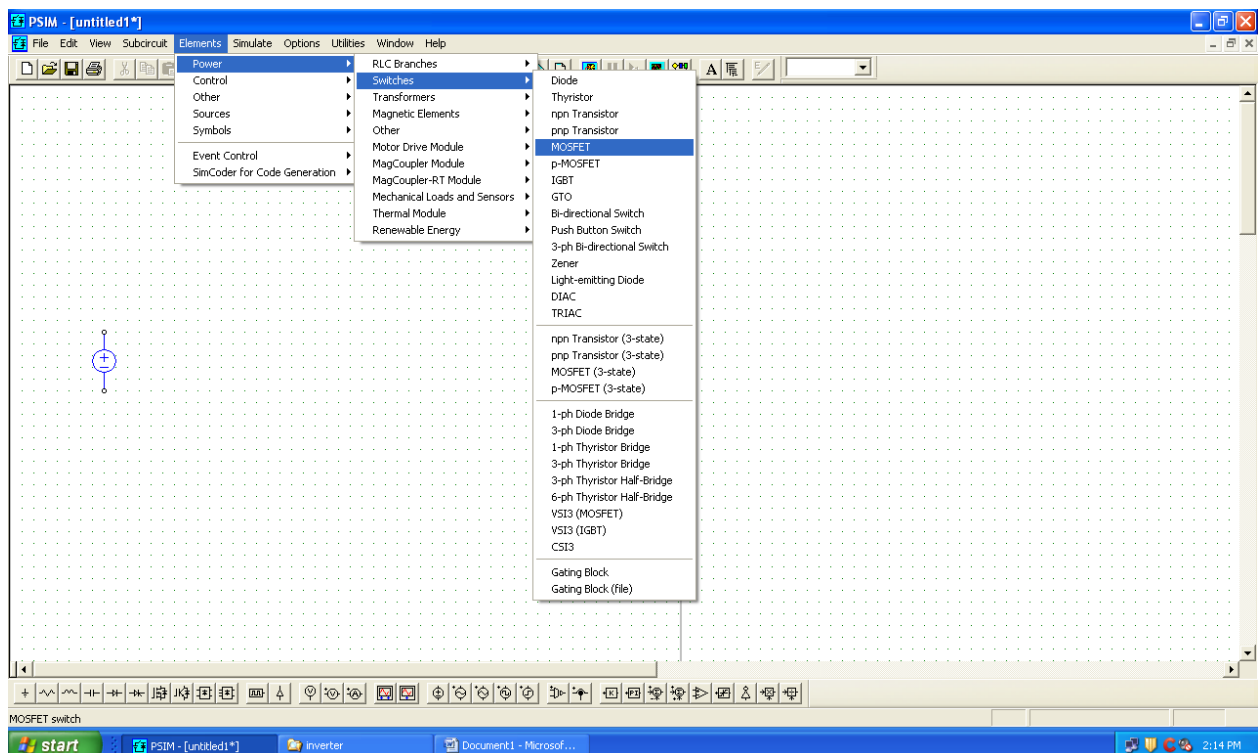 PSIM - [untitled1*]
File Edit View Subcircuit Elements Simulate Options Utilities Window Help
Power
Control
Other
Sources
Symbols
Event Control
SimCoder for Code Generation
RLC Branches
Switches
Transformers
Magnetic Elements
Other
Motor Drive Module
MagCoupler Module
MagCoupler-RT Module
Mechanical Loads and Sensors
Thermal Module
Renewable Energy
Diode
Thyristor
npn Transistor
pnp Transistor
MOSFET
p-MOSFET
IGBT
GTO
Bi-directional Switch
Push Button Switch
3-ph Bi-directional Switch
Zener
Light-emitting Diode
DIAC
TRIAC
npn Transistor (3-state)
pnp Transistor (3-state)
MOSFET (3-state)
p-MOSFET (3-state)
1-ph Diode Bridge
3-ph Diode Bridge
1-ph Thyristor Bridge
3-ph Thyristor Bridge
3-ph Thyristor Half-Bridge
6-ph Thyristor Half-Bridge
VSI3 (MOSFET)
VSI3 (IGBT)
CSI3
Gating Block
Gating Block (file)
MOSFET switch
start PSIM - [untitled1*] inverter Document1 - Microsof... 2:14 PM